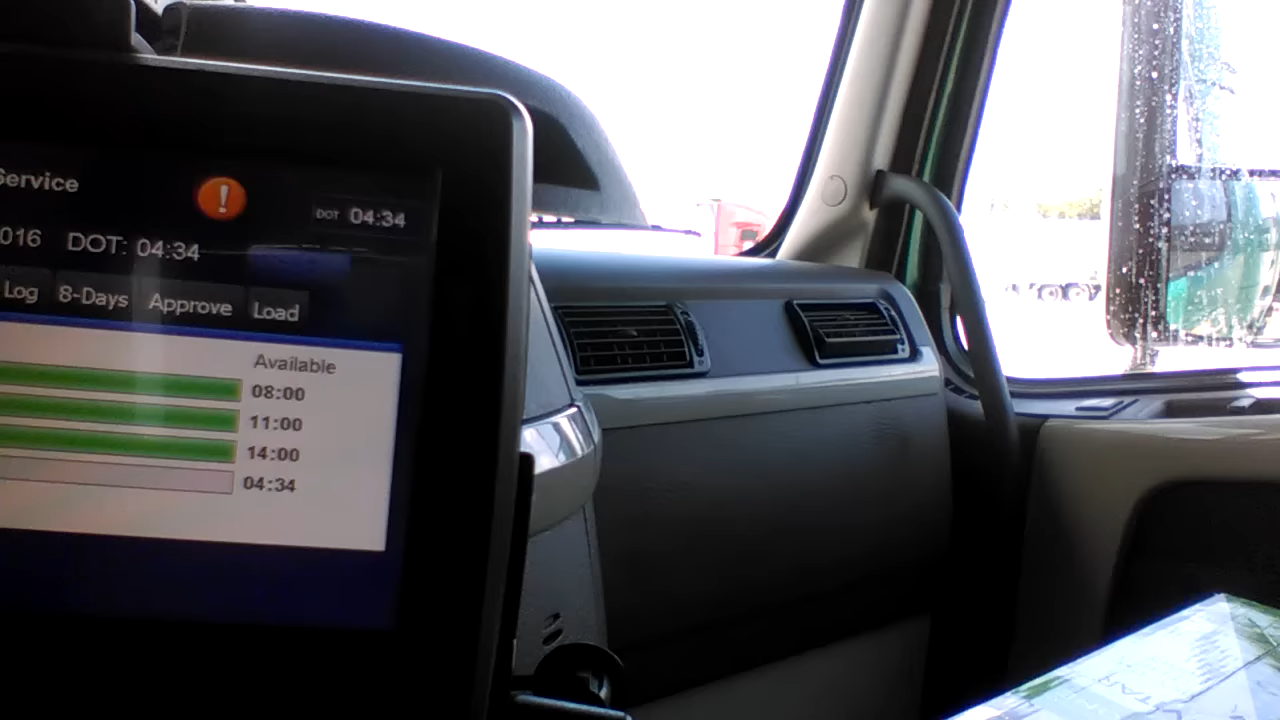 Service
DOT 04:34
016 DOT: 04:34
Log 8-Days Approve Load
Available
08:00
11:00
14:00
04:34